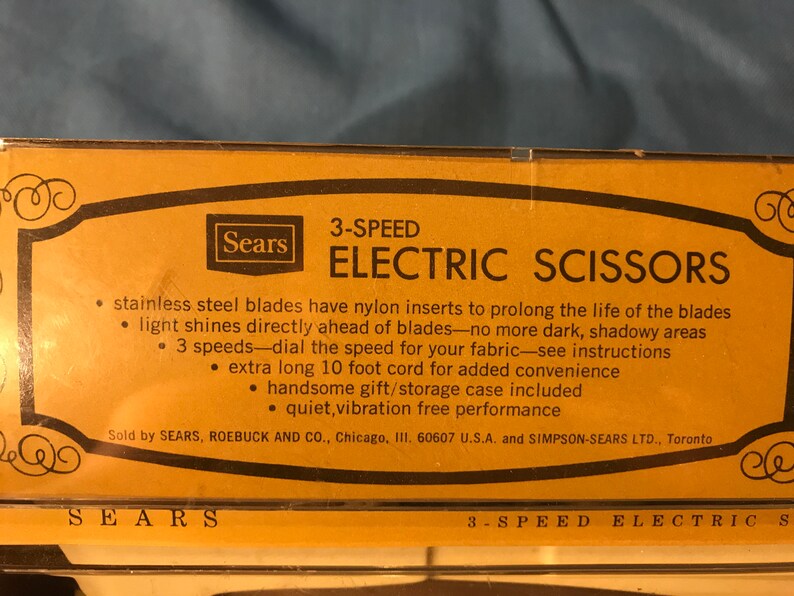 Sears
3-SPEED
ELECTRIC SCISSORS
• stainless steel blades have nylon inserts to prolong the life of the blades
• light shines directly ahead of blades—no more dark, shadowy areas
• 3 speeds—dial the speed for your fabric—see instructions
• extra long 10 foot cord for added convenience
• handsome gift/storage case included
• quiet,vibration free performance
Sold by SEARS, ROEBUCK AND CO., Chicago, Ill. 60607 U.S.A. and SIMPSON-SEARS LTD., Toronto
SEARS 3-SPEED ELECTRIC S